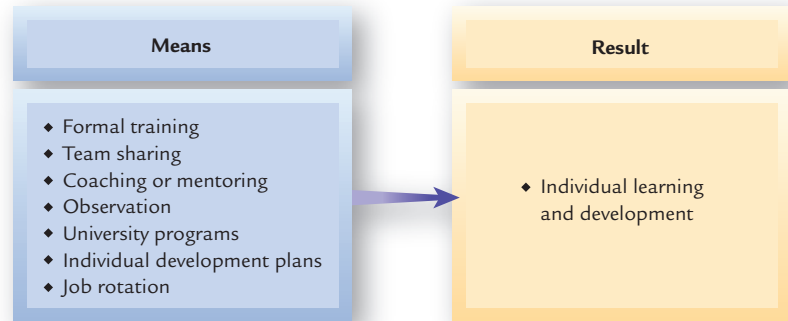 Means
◆ Formal training
◆ Team sharing
◆ Coaching or mentoring
◆ Observation
◆ University programs
◆ Individual development plans
◆ Job rotation
Result
◆ Individual learning
and development